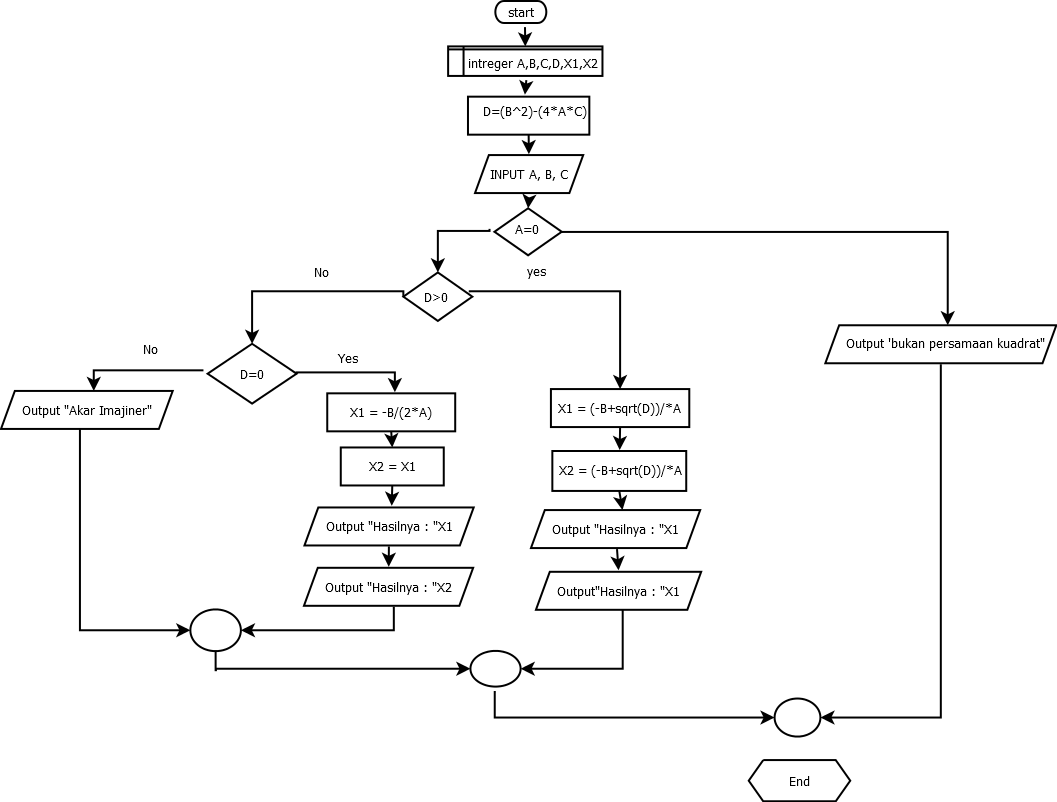 start
intreger A,B,C,D,X1,X2
D=(B^2)-(4*A*C)
INPUT A, B, C
A=0
No
yes
D>0
No
Yes
D=0
Output 'bukan persamaan kuadrat"
Output "Akar Imajiner"
X1 = -B/(2*A)
X1 = (-B+sqrt(D))/*A
X2 = X1
X2 = (-B+sqrt(D))/*A
Output "Hasilnya : "X1
Output "Hasilnya : "X1
Output "Hasilnya : "X2
Output"Hasilnya : "X1
End